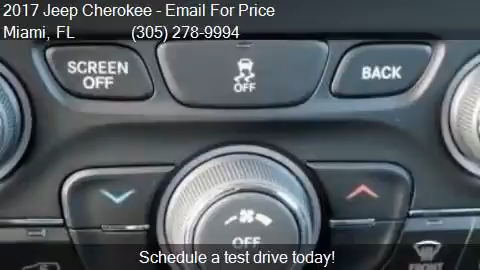 2017 Jeep Cherokee - Email For Price
Miami, FL (305) 278-9994
SCREEN OFF
OFF
BACK
OFF
FRONT
Schedule a test drive today!